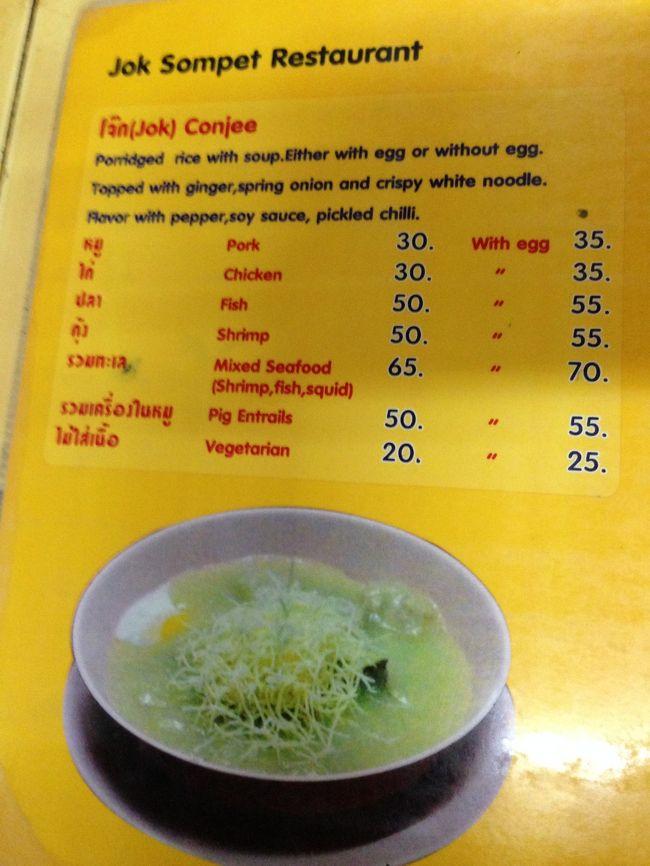 Jok Sompet Restaurant
โจ๊ก(Jok) Conjee
Porridged rice with soup.Either with egg or without egg.
Topped with ginger,spring onion and crispy white noodle.
Flavor with pepper,soy sauce, pickled chilli.
หมู Pork 30. With egg 35.
ไก่ Chicken 30. " 35.
ปลา Fish 50. " 55.
กุ้ง Shrimp 50. " 55.
รวมทะเล Mixed Seafood 65. " 70.
(Shrimp,fish,squid)
รวมเครื่องในหมู Pig Entrails 50. " 55.
ไม่ใส่เนื้อ Vegetarian 20. " 25.